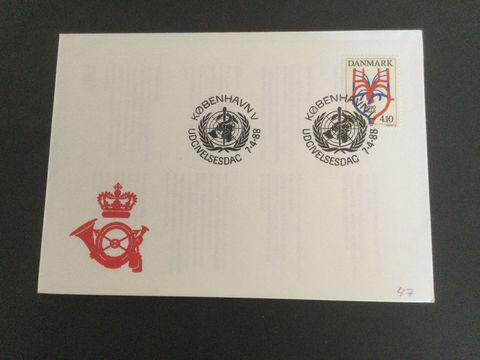 DANMARK
4.10
KØBENHAVN V
UDGIVELSESDAG 7-4-88
KØBENHAVN V
UDGIVELSESDAG 7-4-88
47